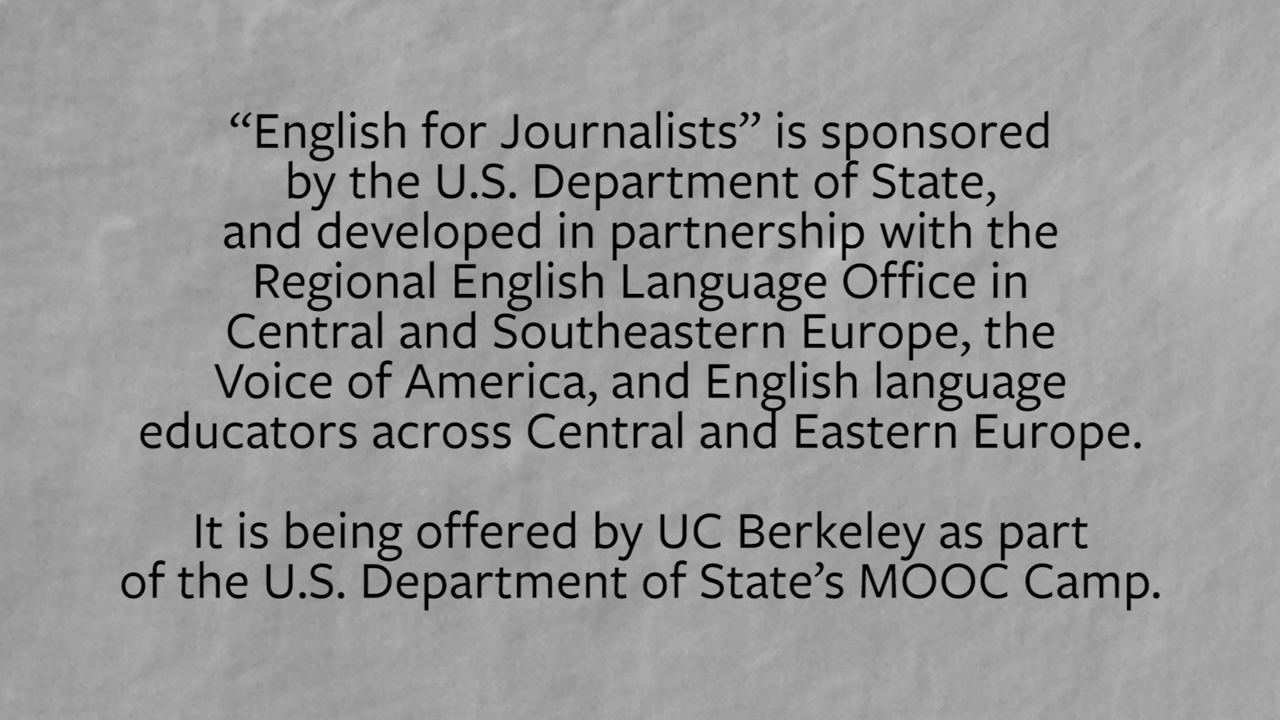 “English for Journalists” is sponsored
by the U.S. Department of State,
and developed in partnership with the
Regional English Language Office in
Central and Southeastern Europe, the
Voice of America, and English language
educators across Central and Eastern Europe.
It is being offered by UC Berkeley as part
of the U.S. Department of State’s MOOC Camp.